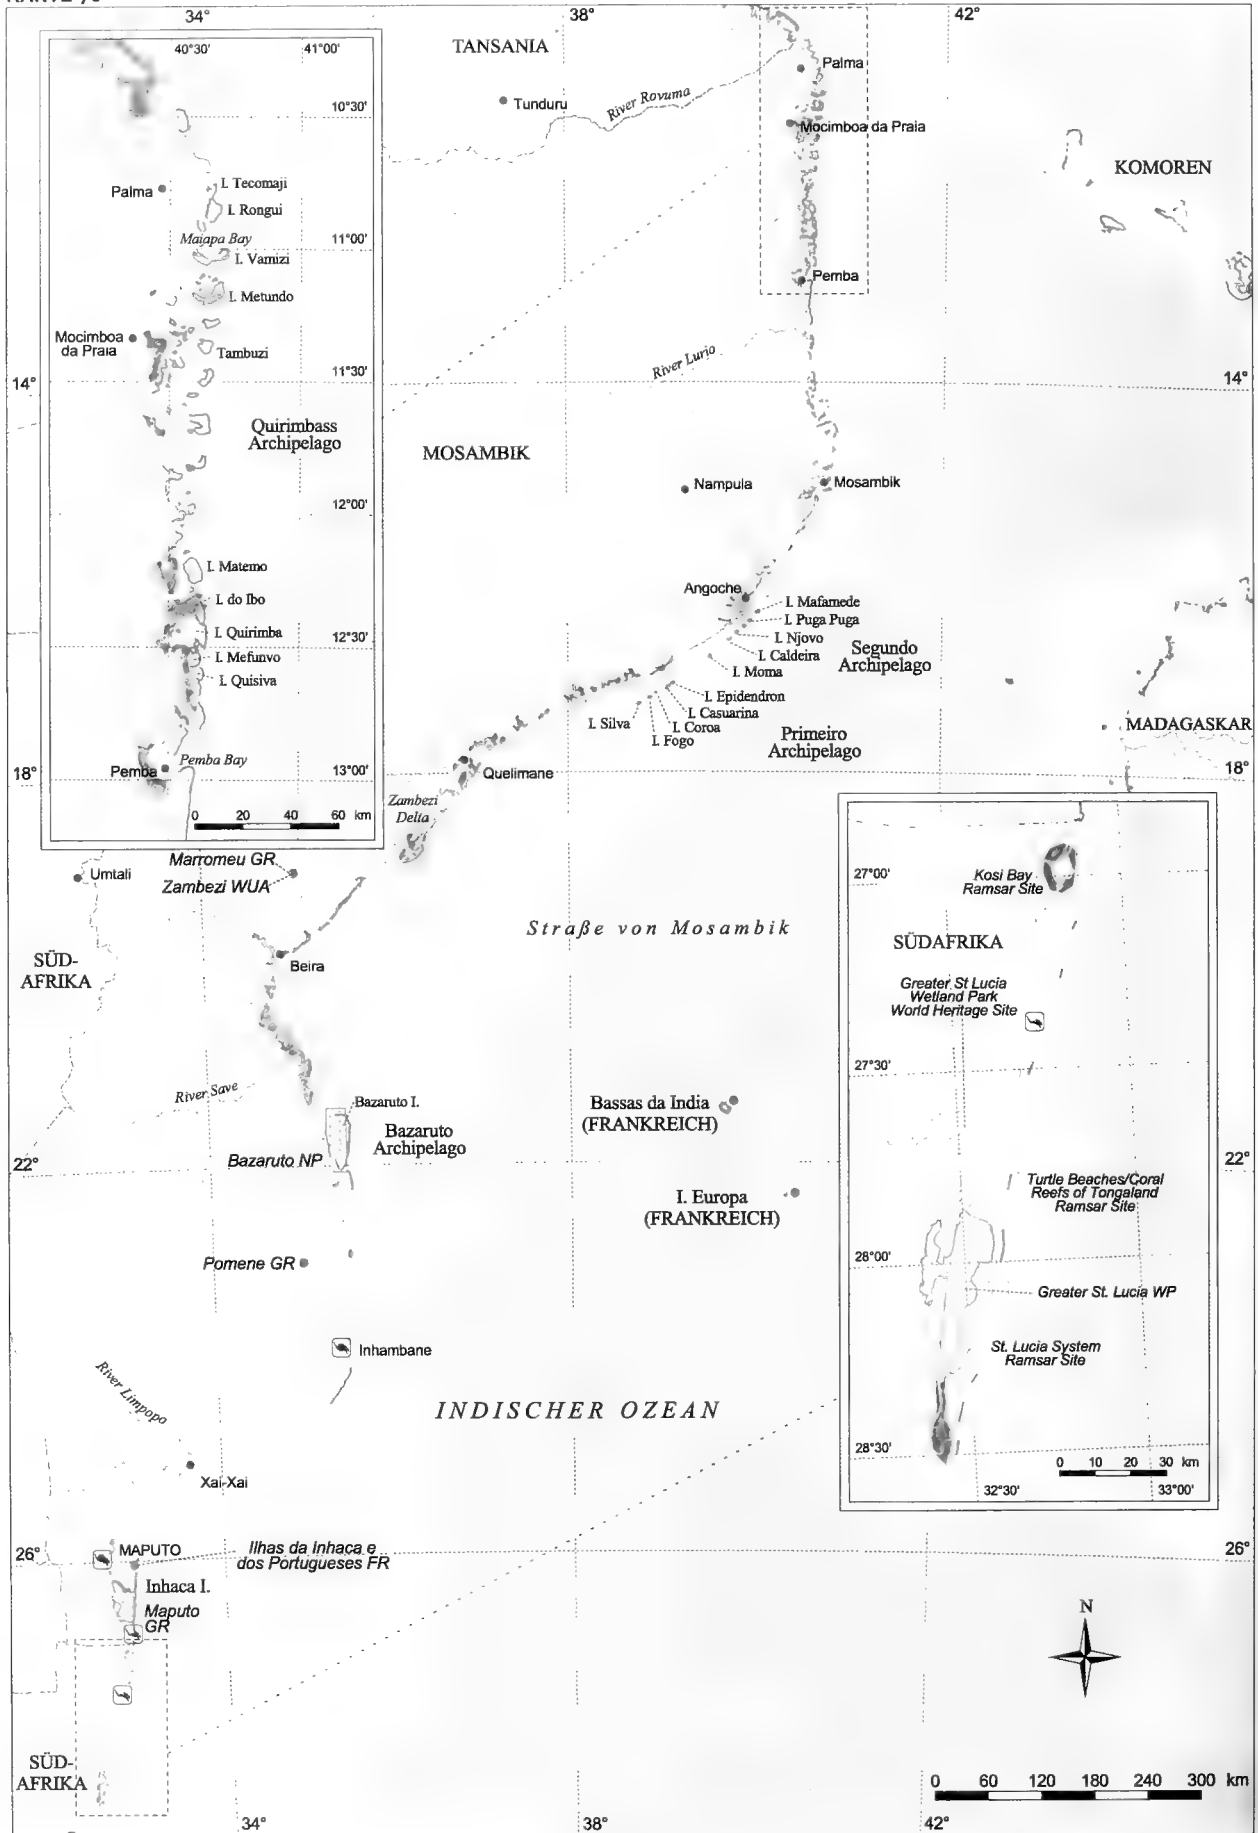 34°
38°
42°
TANSANIA
Tunduru
River Rovuma
Palma
Mocimboa da Praia
Pemba
KOMOREN
River Lurio
14°
14°
MOSAMBIK
Nampula
Mosambik
Angoche
I. Mafamede
I. Puga Puga
I. Njovo
I. Caldeira
I. Moma
Segundo
Archipelago
I. Epidendron
I. Casuarina
I. Coroa
I. Fogo
I. Silva
Primeiro
Archipelago
MADAGASKAR
Quelimane
18°
18°
Zambezi
Delta
40°30'
41°00'
10°30'
Palma
I. Tecomaji
I. Rongui
Maiapa Bay
11°00'
I. Vamizi
I. Metundo
Mocimboa
da Praia
Tambuzi
11°30'
Quirimbass
Archipelago
12°00'
I. Matemo
I. do Ibo
I. Quirimba
12°30'
I. Mefunvo
I. Quisiva
Pemba
Pemba Bay
13°00'
0 20 40 60 km
Marromeu GR
Zambezi WUA
Umtali
SÜD-
AFRIKA
Beira
Straße von Mosambik
River Save
Bazaruto I.
Bazaruto
Archipelago
Bazaruto NP
Bassas da India
(FRANKREICH)
22°
22°
I. Europa
(FRANKREICH)
Pomene GR
Inhambane
River Limpopo
INDISCHER OZEAN
Xai-Xai
27°00'
Kosi Bay
Ramsar Site
SÜDAFRIKA
Greater St Lucia
Wetland Park
World Heritage Site
27°30'
Turtle Beaches/Coral
Reefs of Tongaland
Ramsar Site
28°00'
Greater St. Lucia WP
St. Lucia System
Ramsar Site
28°30'
0 10 20 30 km
32°30'
33°00'
26°
MAPUTO
Ilhas da Inhaca e
dos Portugueses FR
26°
Inhaca I.
Maputo
GR
N
SÜD-
AFRIKA
0 60 120 180 240 300 km
34°
38°
42°